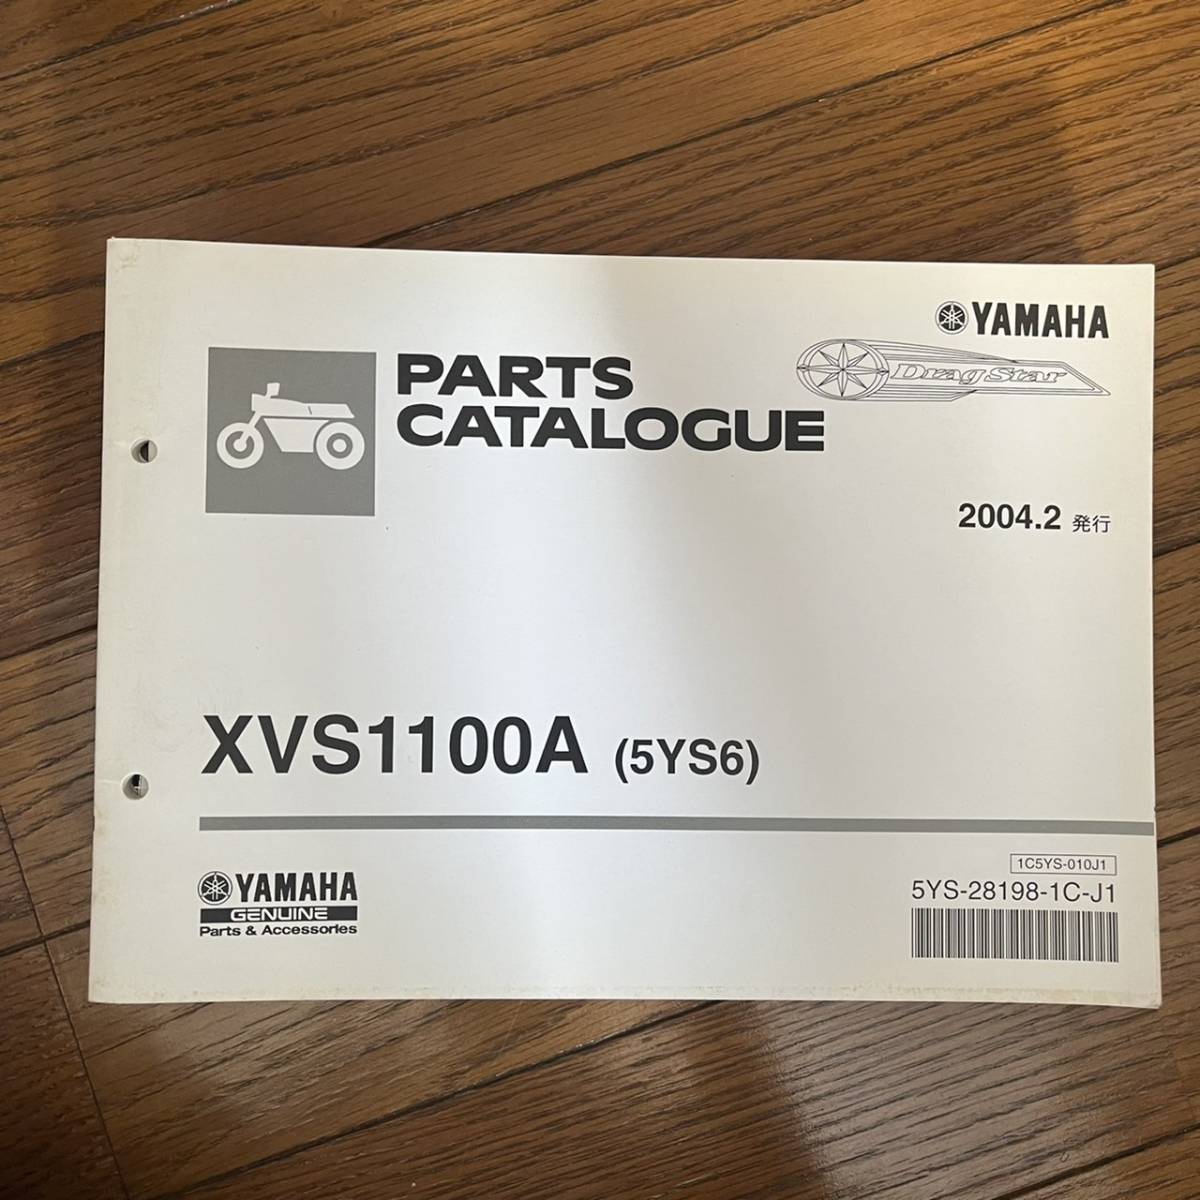 YAMAHA
PARTS
CATALOGUE
Drag Star
2004.2 発行
XVS1100A (5YS6)
YAMAHA
GENUINE
Parts & Accessories
1C5YS-010J1
5YS-28198-1C-J1